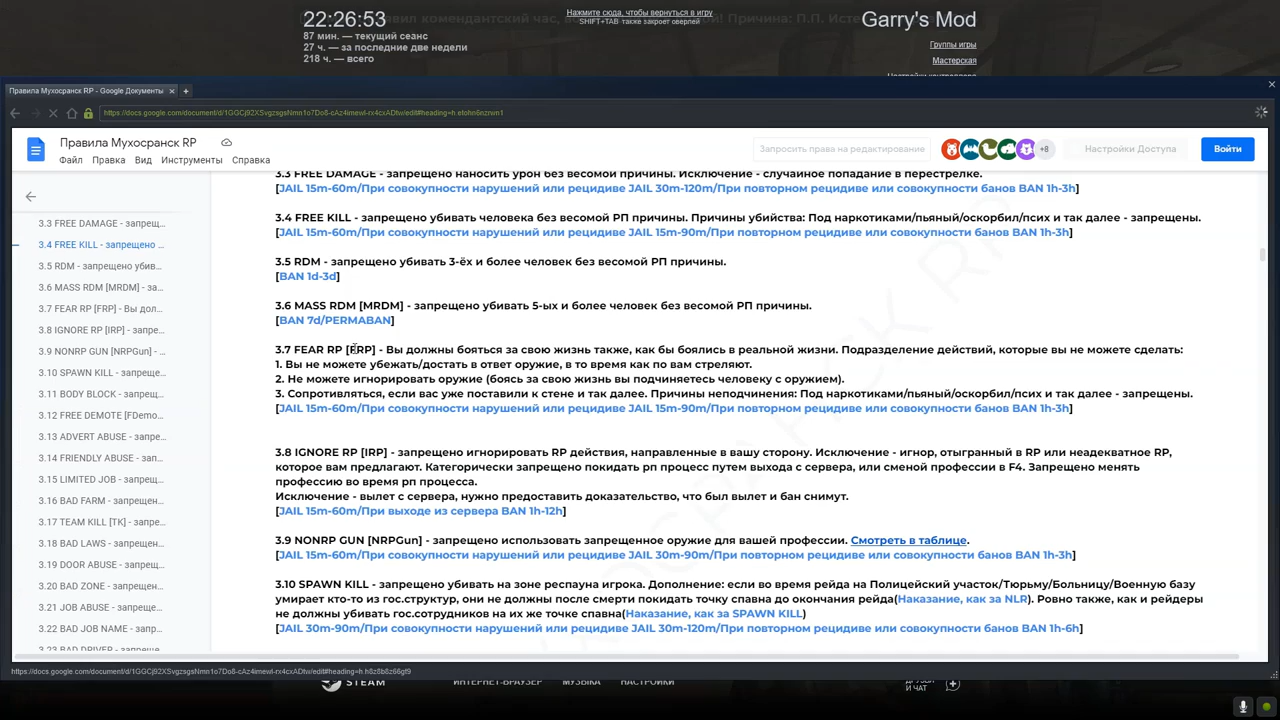 22:26:53
87 мин. — текущий сеанс
27 ч. — за последние две недели
218 ч. — всего
Нажмите сюда, чтобы вернуться в игру
SHIFT+TAB также закроет оверлей
Garry's Mod
Группы игры
Мастерская
Правила Мухосранск RP - Google Документы
Правила Мухосранск RP
Файл Правка Вид Инструменты Справка
Запросить права на редактирование
+8
Настройки Доступа
Войти
3.3 FREE DAMAGE - запрещ...
3.4 FREE KILL - запрещено ...
3.5 RDM - запрещено убив...
3.6 MASS RDM [MRDM] - за...
3.7 FEAR RP [FRP] - Вы дол...
3.8 IGNORE RP [IRP] - запре...
3.9 NONRP GUN [NRPGun] - ...
3.10 SPAWN KILL - запреще...
3.11 BODY BLOCK - запрещ...
3.12 FREE DEMOTE [FDemo...
3.13 ADVERT ABUSE - запре...
3.14 FRIENDLY ABUSE - зап...
3.15 LIMITED JOB - запрещ...
3.16 BAD FARM - запрещен...
3.17 TEAM KILL [TK] - запре...
3.18 BAD LAWS - запрещен...
3.19 DOOR ABUSE - запрещ...
3.20 BAD ZONE - запрещен...
3.21 JOB ABUSE - запреще...
3.22 BAD JOB NAME - запр...
3.23 BAD DRIVER - запреще...
3.3 FREE DAMAGE - запрещено наносить урон без весомой причины. Исключение - случайное попадание в перестрелке.
[JAIL 15m-60m/При совокупности нарушений или рецидиве JAIL 30m-120m/При повторном рецидиве или совокупности банов BAN 1h-3h]
3.4 FREE KILL - запрещено убивать человека без весомой РП причины. Причины убийства: Под наркотиками/пьяный/оскорбил/псих и так далее - запрещены.
[JAIL 15m-60m/При совокупности нарушений или рецидиве JAIL 15m-90m/При повторном рецидиве или совокупности банов BAN 1h-3h]
3.5 RDM - запрещено убивать 3-ёх и более человек без весомой РП причины.
[BAN 1d-3d]
3.6 MASS RDM [MRDM] - запрещено убивать 5-ых и более человек без весомой РП причины.
[BAN 7d/PERMABAN]
3.7 FEAR RP [FRP] - Вы должны бояться за свою жизнь также, как бы боялись в реальной жизни. Подразделение действий, которые вы не можете сделать:
1. Вы не можете убежать/достать в ответ оружие, в то время как по вам стреляют.
2. Не можете игнорировать оружие (боясь за свою жизнь вы подчиняетесь человеку с оружием).
3. Сопротивляться, если вас уже поставили к стене и так далее. Причины неподчинения: Под наркотиками/пьяный/оскорбил/псих и так далее - запрещены.
[JAIL 15m-60m/При совокупности нарушений или рецидиве JAIL 15m-90m/При повторном рецидиве или совокупности банов BAN 1h-3h]
3.8 IGNORE RP [IRP] - запрещено игнорировать RP действия, направленные в вашу сторону. Исключение - игнор, отыгранный в RP или неадекватное RP,
которое вам предлагают. Категорически запрещено покидать рп процесс путем выхода с сервера, или сменой профессии в F4. Запрещено менять
профессию во время рп процесса.
Исключение - вылет с сервера, нужно предоставить доказательство, что был вылет и бан снимут.
[JAIL 15m-60m/При выходе из сервера BAN 1h-12h]
3.9 NONRP GUN [NRPGun] - запрещено использовать запрещенное оружие для вашей профессии. Смотреть в таблице.
[JAIL 15m-60m/При совокупности нарушений или рецидиве JAIL 30m-90m/При повторном рецидиве или совокупности банов BAN 1h-3h]
3.10 SPAWN KILL - запрещено убивать на зоне респауна игрока. Дополнение: если во время рейда на Полицейский участок/Тюрьму/Больницу/Военную базу
умирает кто-то из гос.структур, они не должны после смерти покидать точку спавна до окончания рейда(Наказание, как за NLR). Ровно также, как и рейдеры
не должны убивать гос.сотрудников на их же точке спавна(Наказание, как за SPAWN KILL)
[JAIL 30m-90m/При совокупности нарушений или рецидиве JAIL 30m-120m/При повторном рецидиве или совокупности банов BAN 1h-6h]
STEAM
ИНТЕРНЕТ-БРАУЗЕР
МУЗЫКА
НАСТРОЙКИ
И ЧАТ